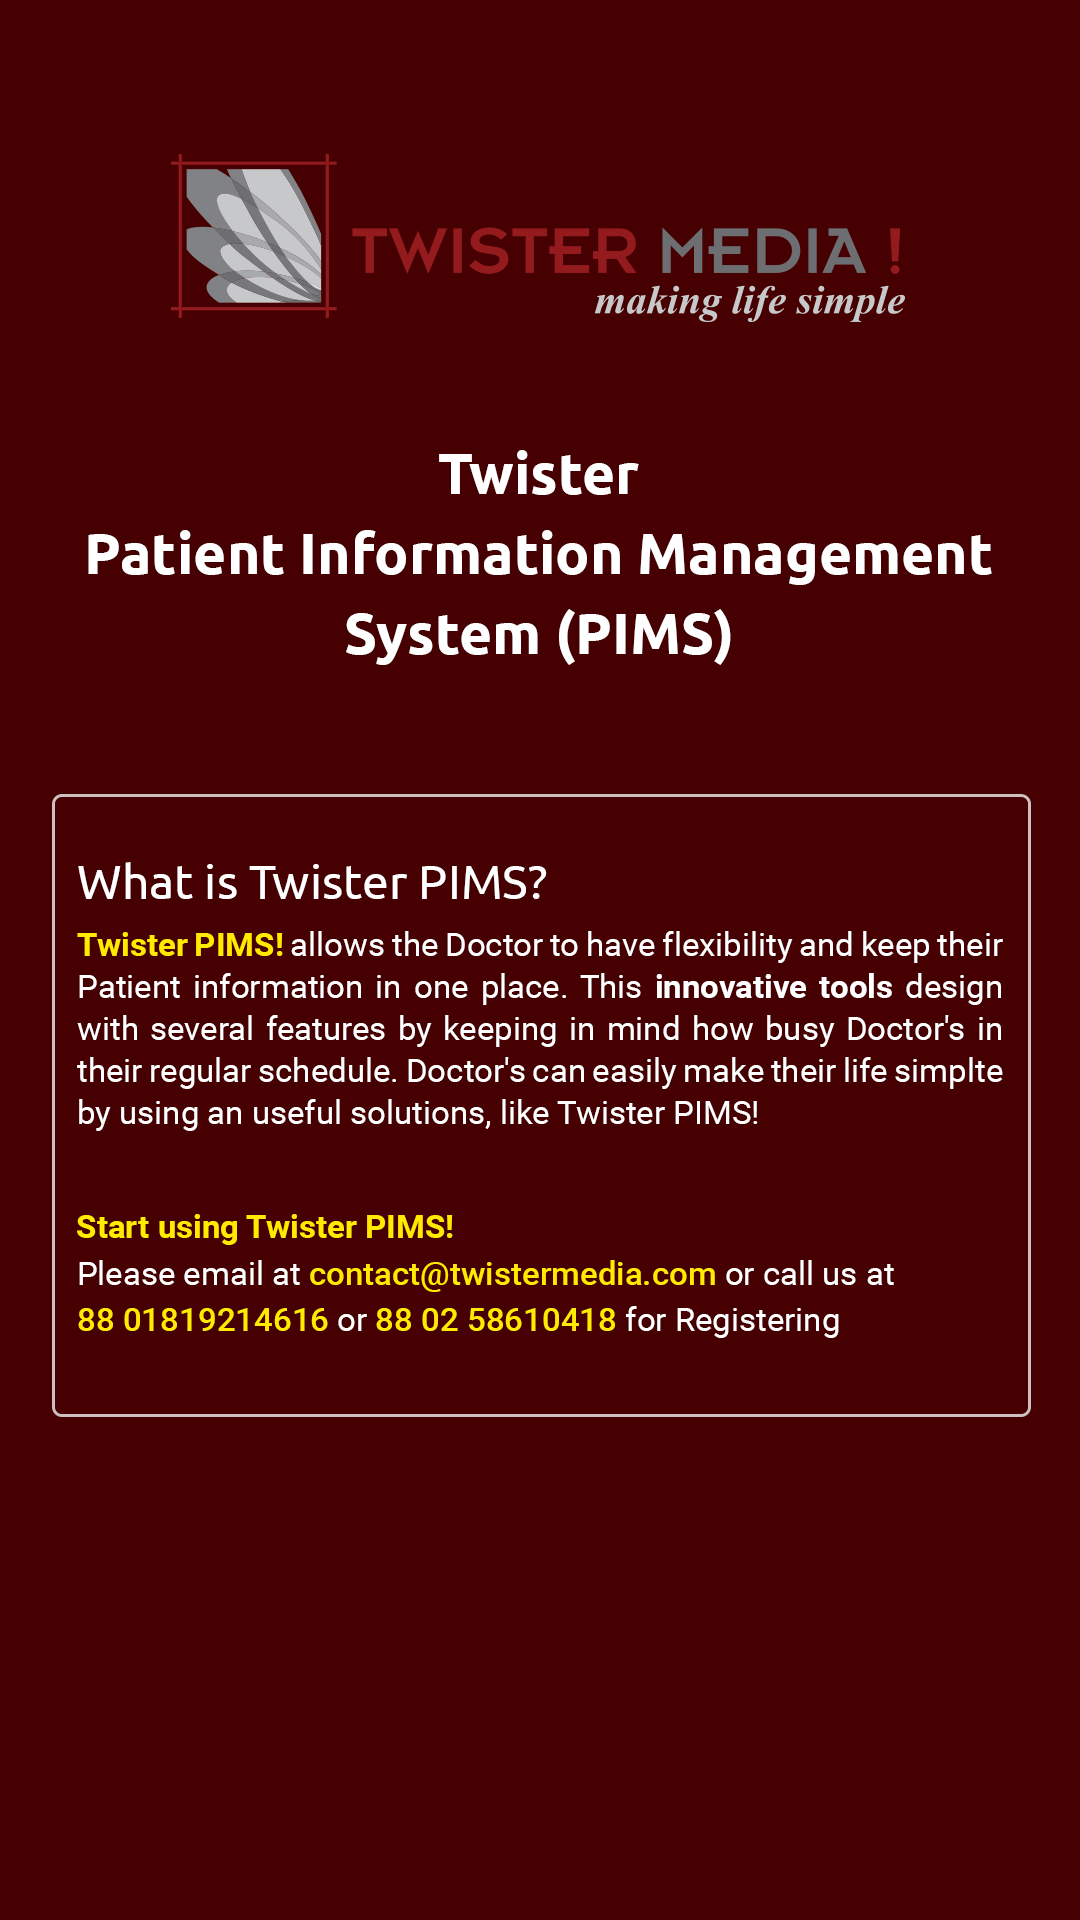 TWISTER MEDIA !
making life simple
Twister
Patient Information Management
System (PIMS)
What is Twister PIMS?
Twister PIMS! allows the Doctor to have flexibility and keep their
Patient information in one place. This innovative tools design
with several features by keeping in mind how busy Doctor's in
their regular schedule. Doctor's can easily make their life simplte
by using an useful solutions, like Twister PIMS!
Start using Twister PIMS!
Please email at contact@twistermedia.com or call us at
88 01819214616 or 88 02 58610418 for Registering